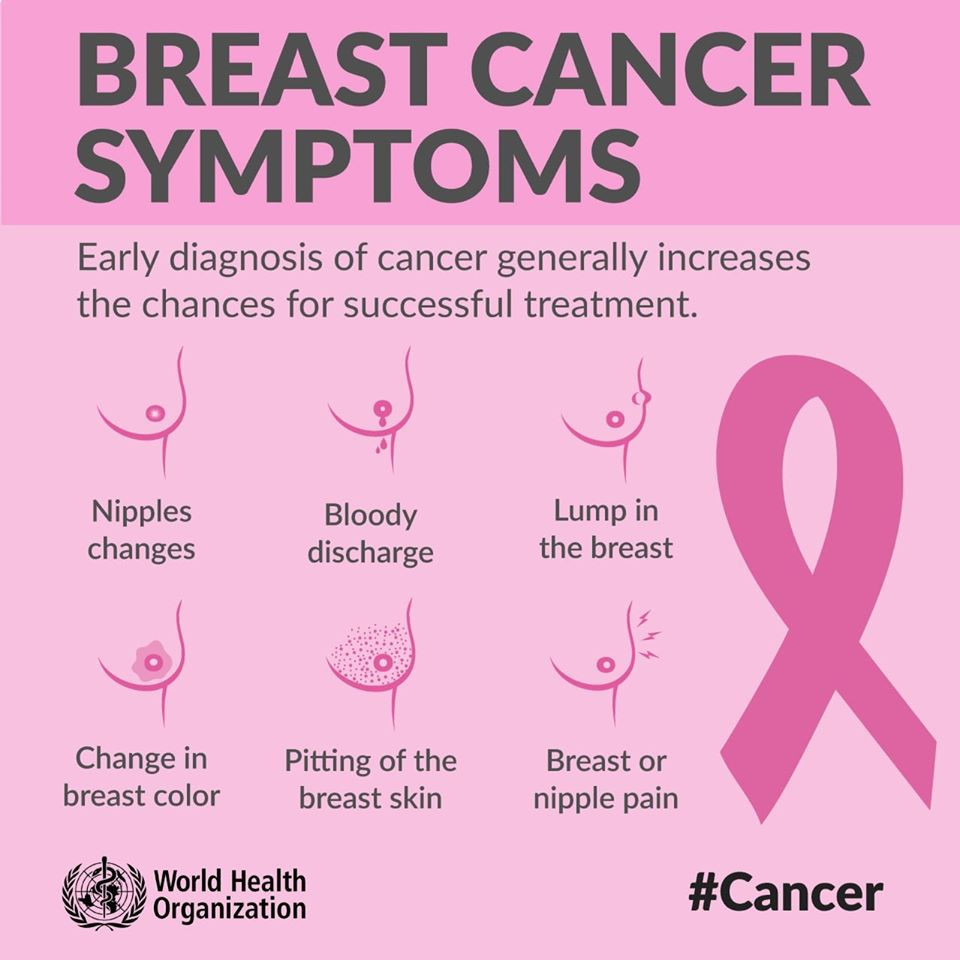 BREAST CANCER
SYMPTOMS
Early diagnosis of cancer generally increases
the chances for successful treatment.
Nipples
changes
Bloody
discharge
Lump in
the breast
Change in
breast color
Pitting of the
breast skin
Breast or
nipple pain
World Health
Organization
#Cancer